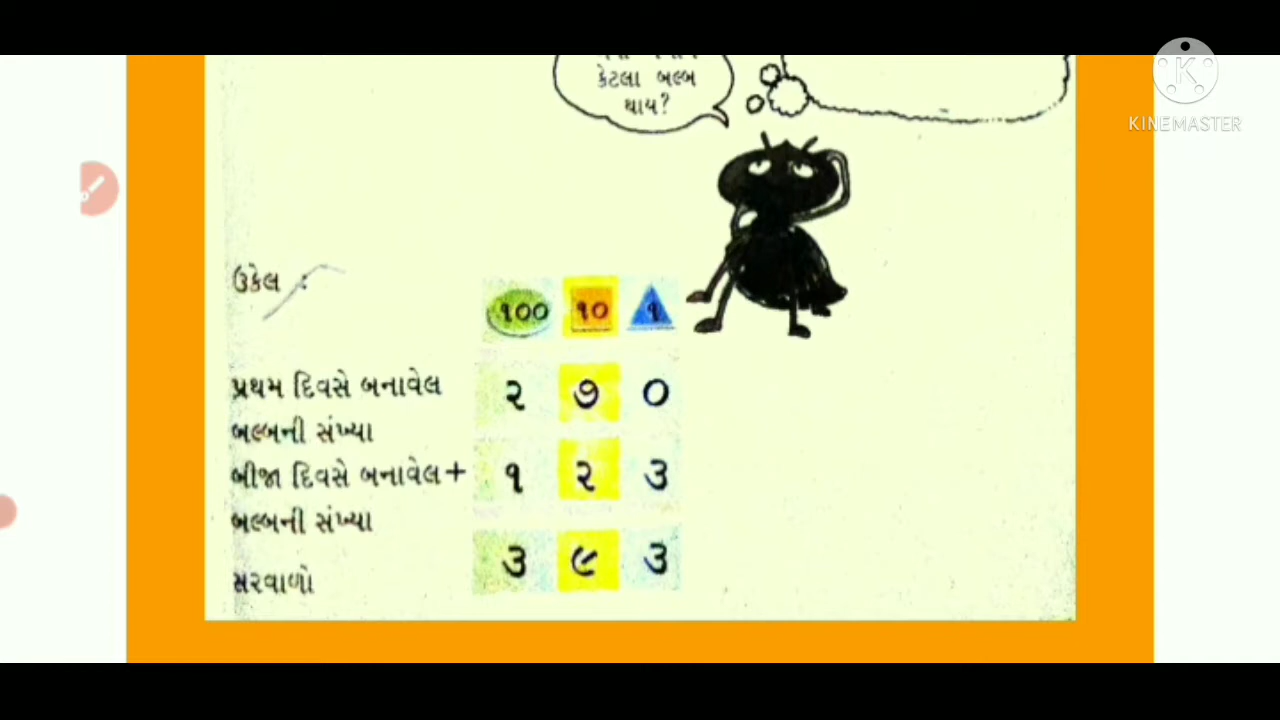 કેટલા બલ્બ
થાય?
KINEMASTER
ઉકેલ :
૧૦૦ ૧૦ ૧
પ્રથમ દિવસે બનાવેલ ૨ ૭ ૦
બલ્બની સંખ્યા
બીજા દિવસે બનાવેલ + ૧ ૨ ૩
બલ્બની સંખ્યા
સરવાળો ૩ ૯ ૩